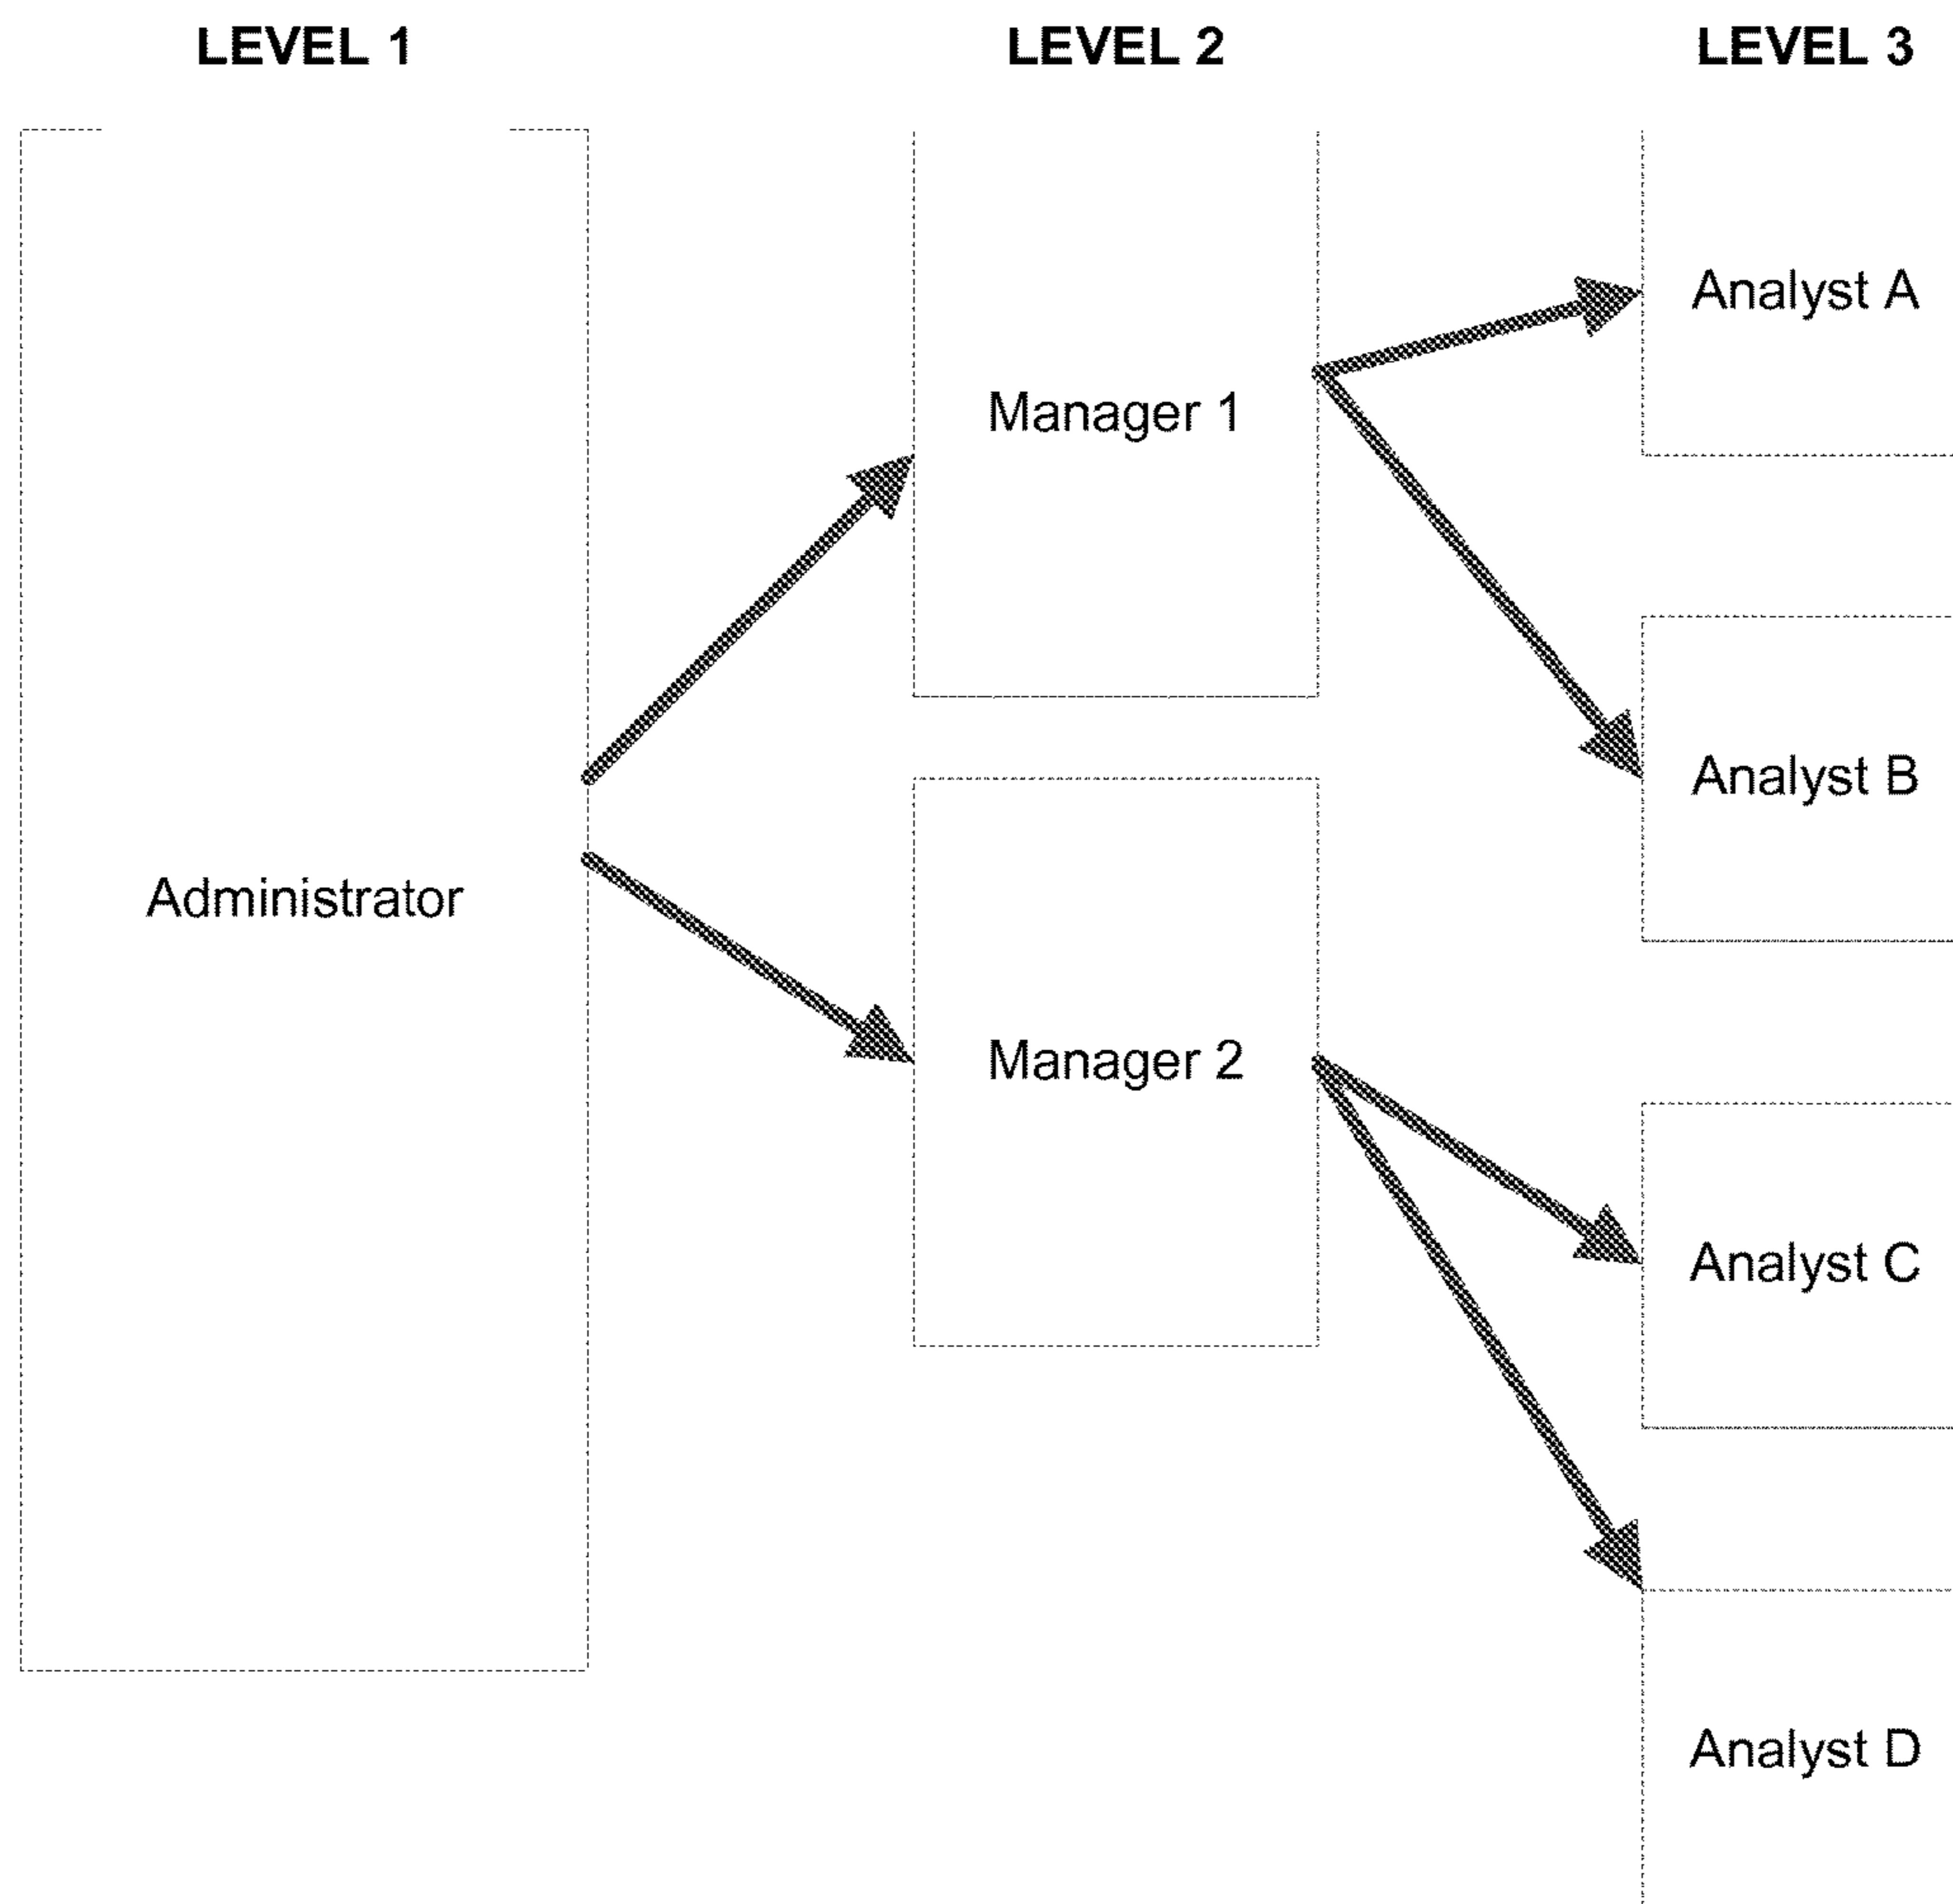 LEVEL 1
LEVEL 2
LEVEL 3
Administrator
Manager 1
Manager 2
Analyst A
Analyst B
Analyst C
Analyst D